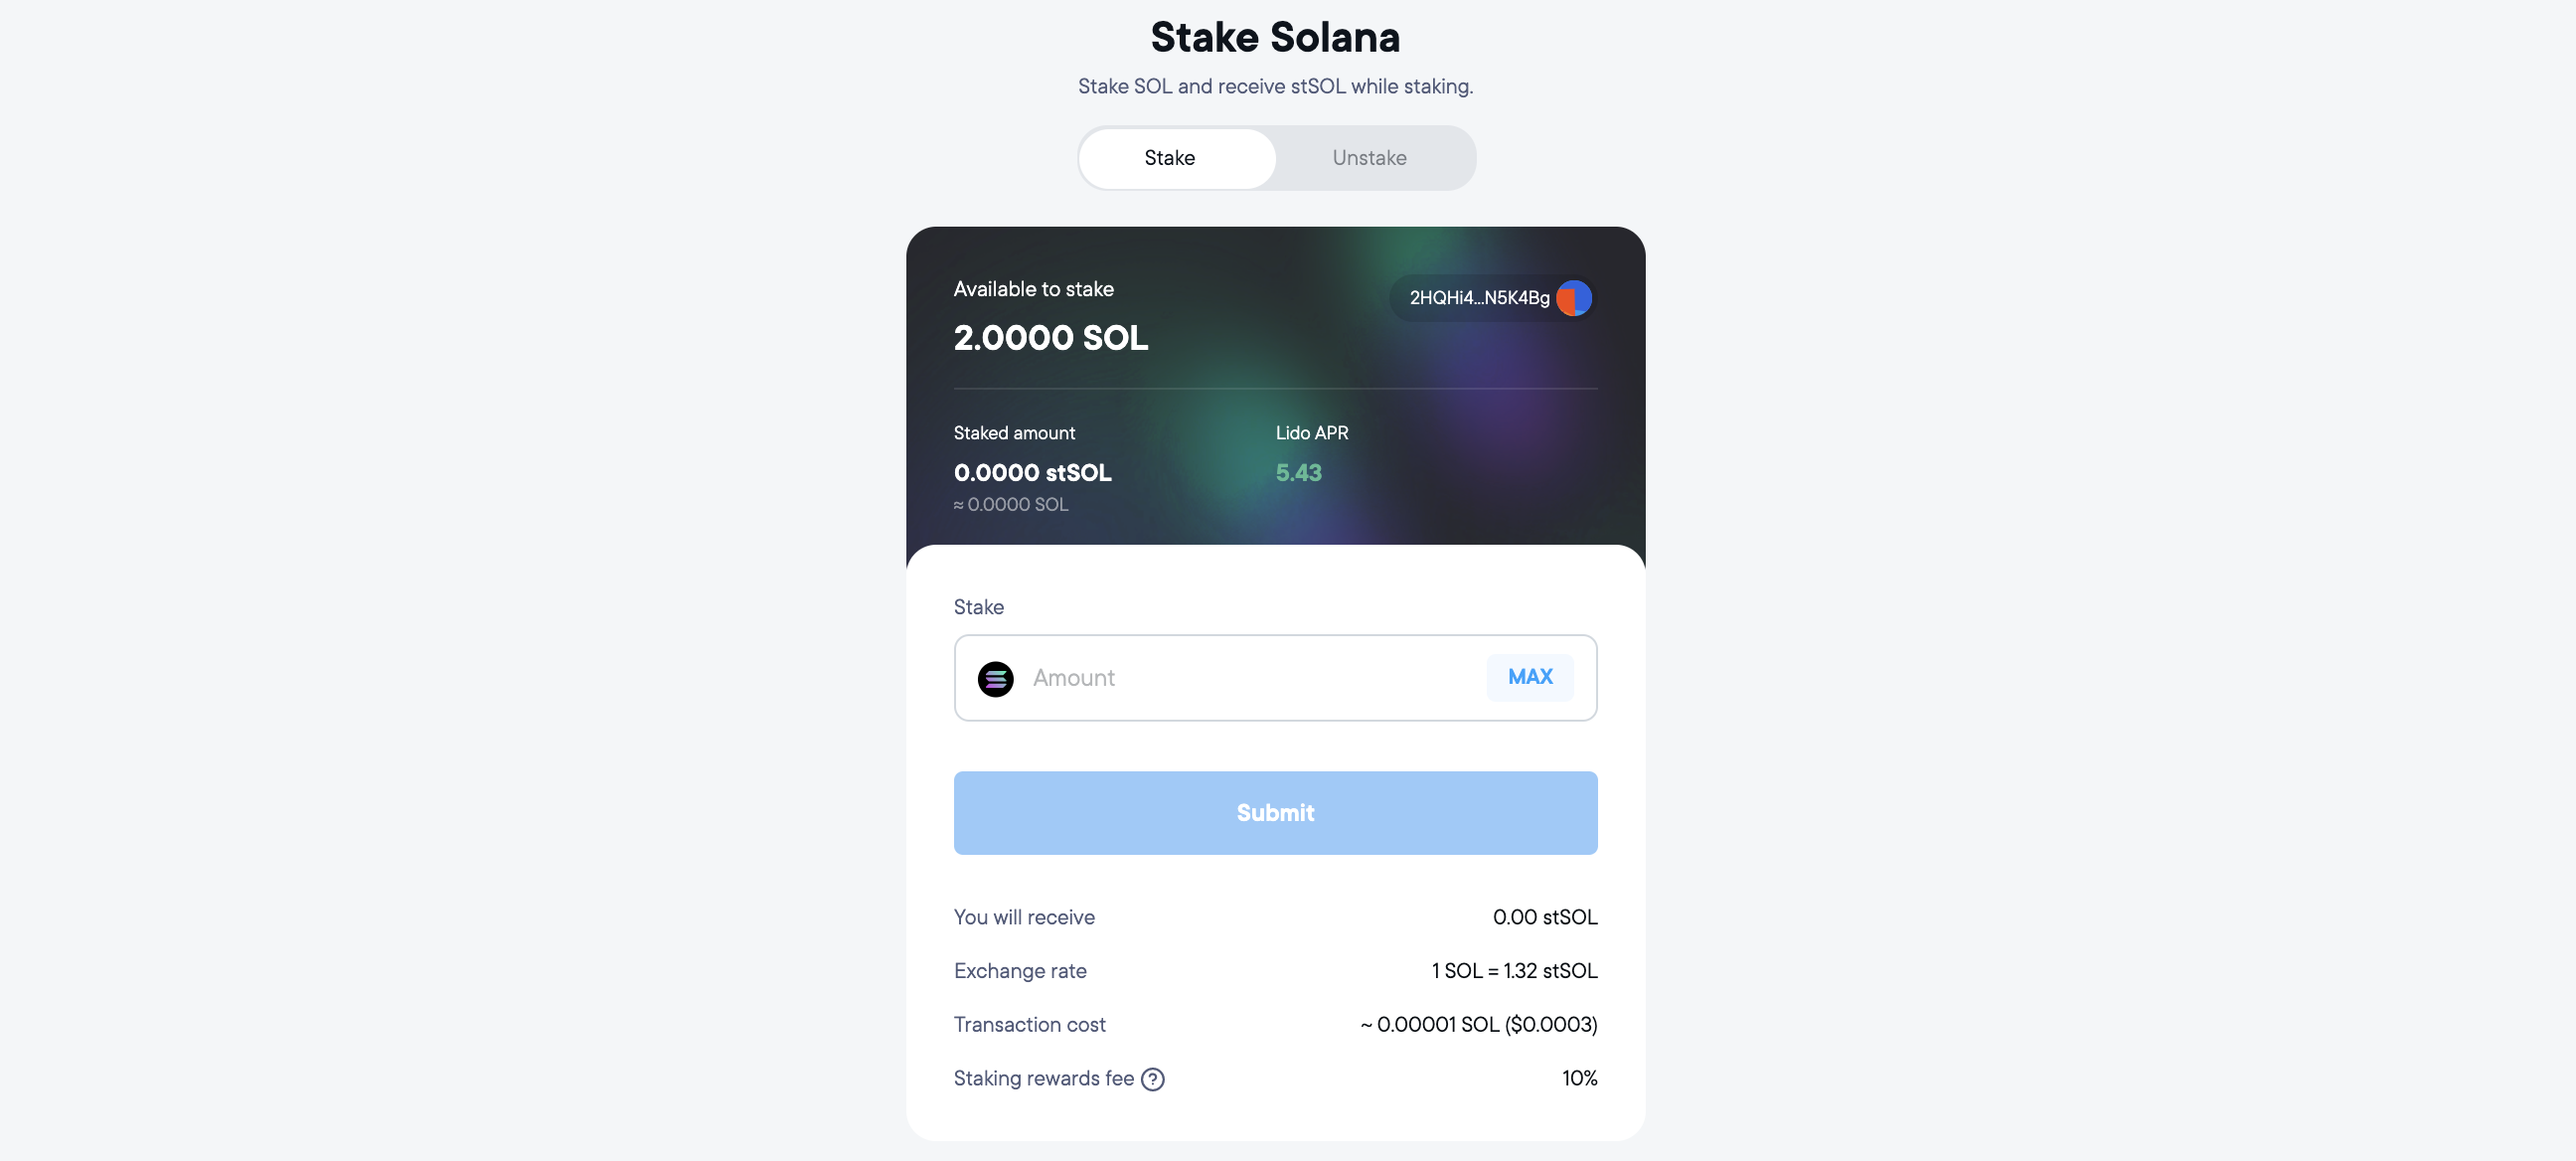 Stake Solana
Stake SOL and receive stSOL while staking.
Stake Unstake
Available to stake
2HQHi4...N5K4Bg
2.0000 SOL
Staked amount Lido APR
0.0000 stSOL 5.43
≈ 0.0000 SOL
Stake
Amount MAX
Submit
You will receive 0.00 stSOL
Exchange rate 1 SOL = 1.32 stSOL
Transaction cost ~ 0.00001 SOL ($0.0003)
Staking rewards fee ? 10%